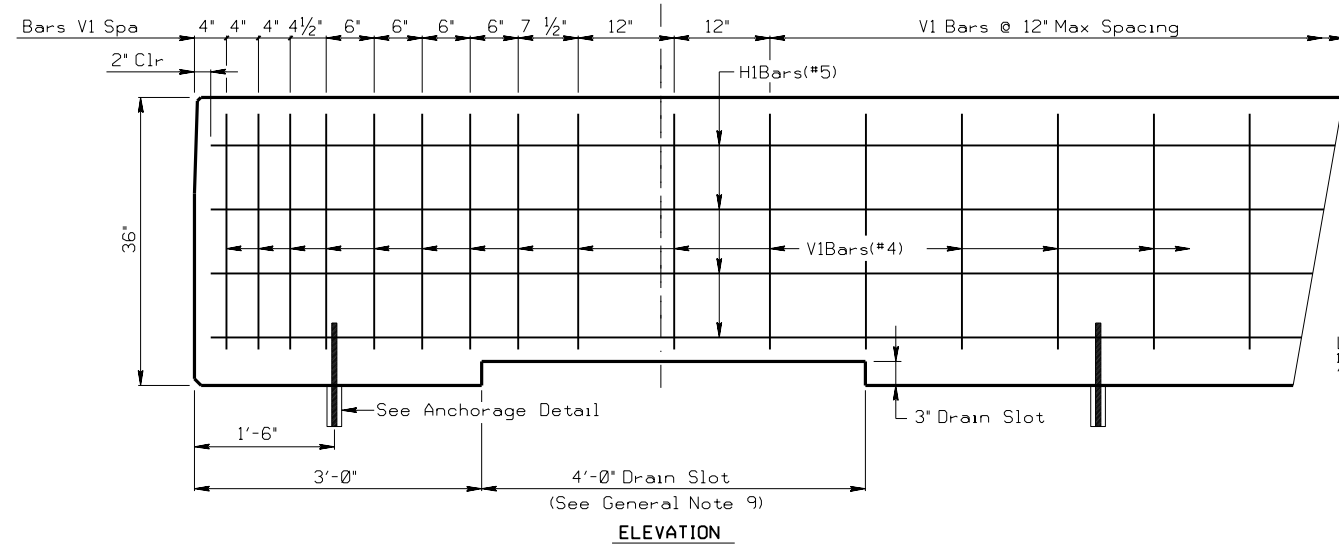 Bars V1 Spa 4" 4" 4" 4½" 6" 6" 6" 6" 7 ½" 12" 12" V1 Bars @ 12" Max Spacing
2" Clr
H1Bars(#5)
36"
V1Bars(#4)
See Anchorage Detail
3" Drain Slot
1'-6"
3'-0"
4'-0" Drain Slot
(See General Note 9)
ELEVATION